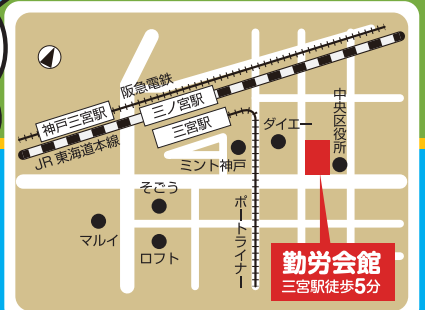 阪急電鉄
神戸三宮駅
三ノ宮駅
三宮駅
JR 東海道本線
中央区役所
ダイエー
ミント神戸
そごう
ポートライナー
マルイ
ロフト
勤労会館
三宮駅徒歩5分